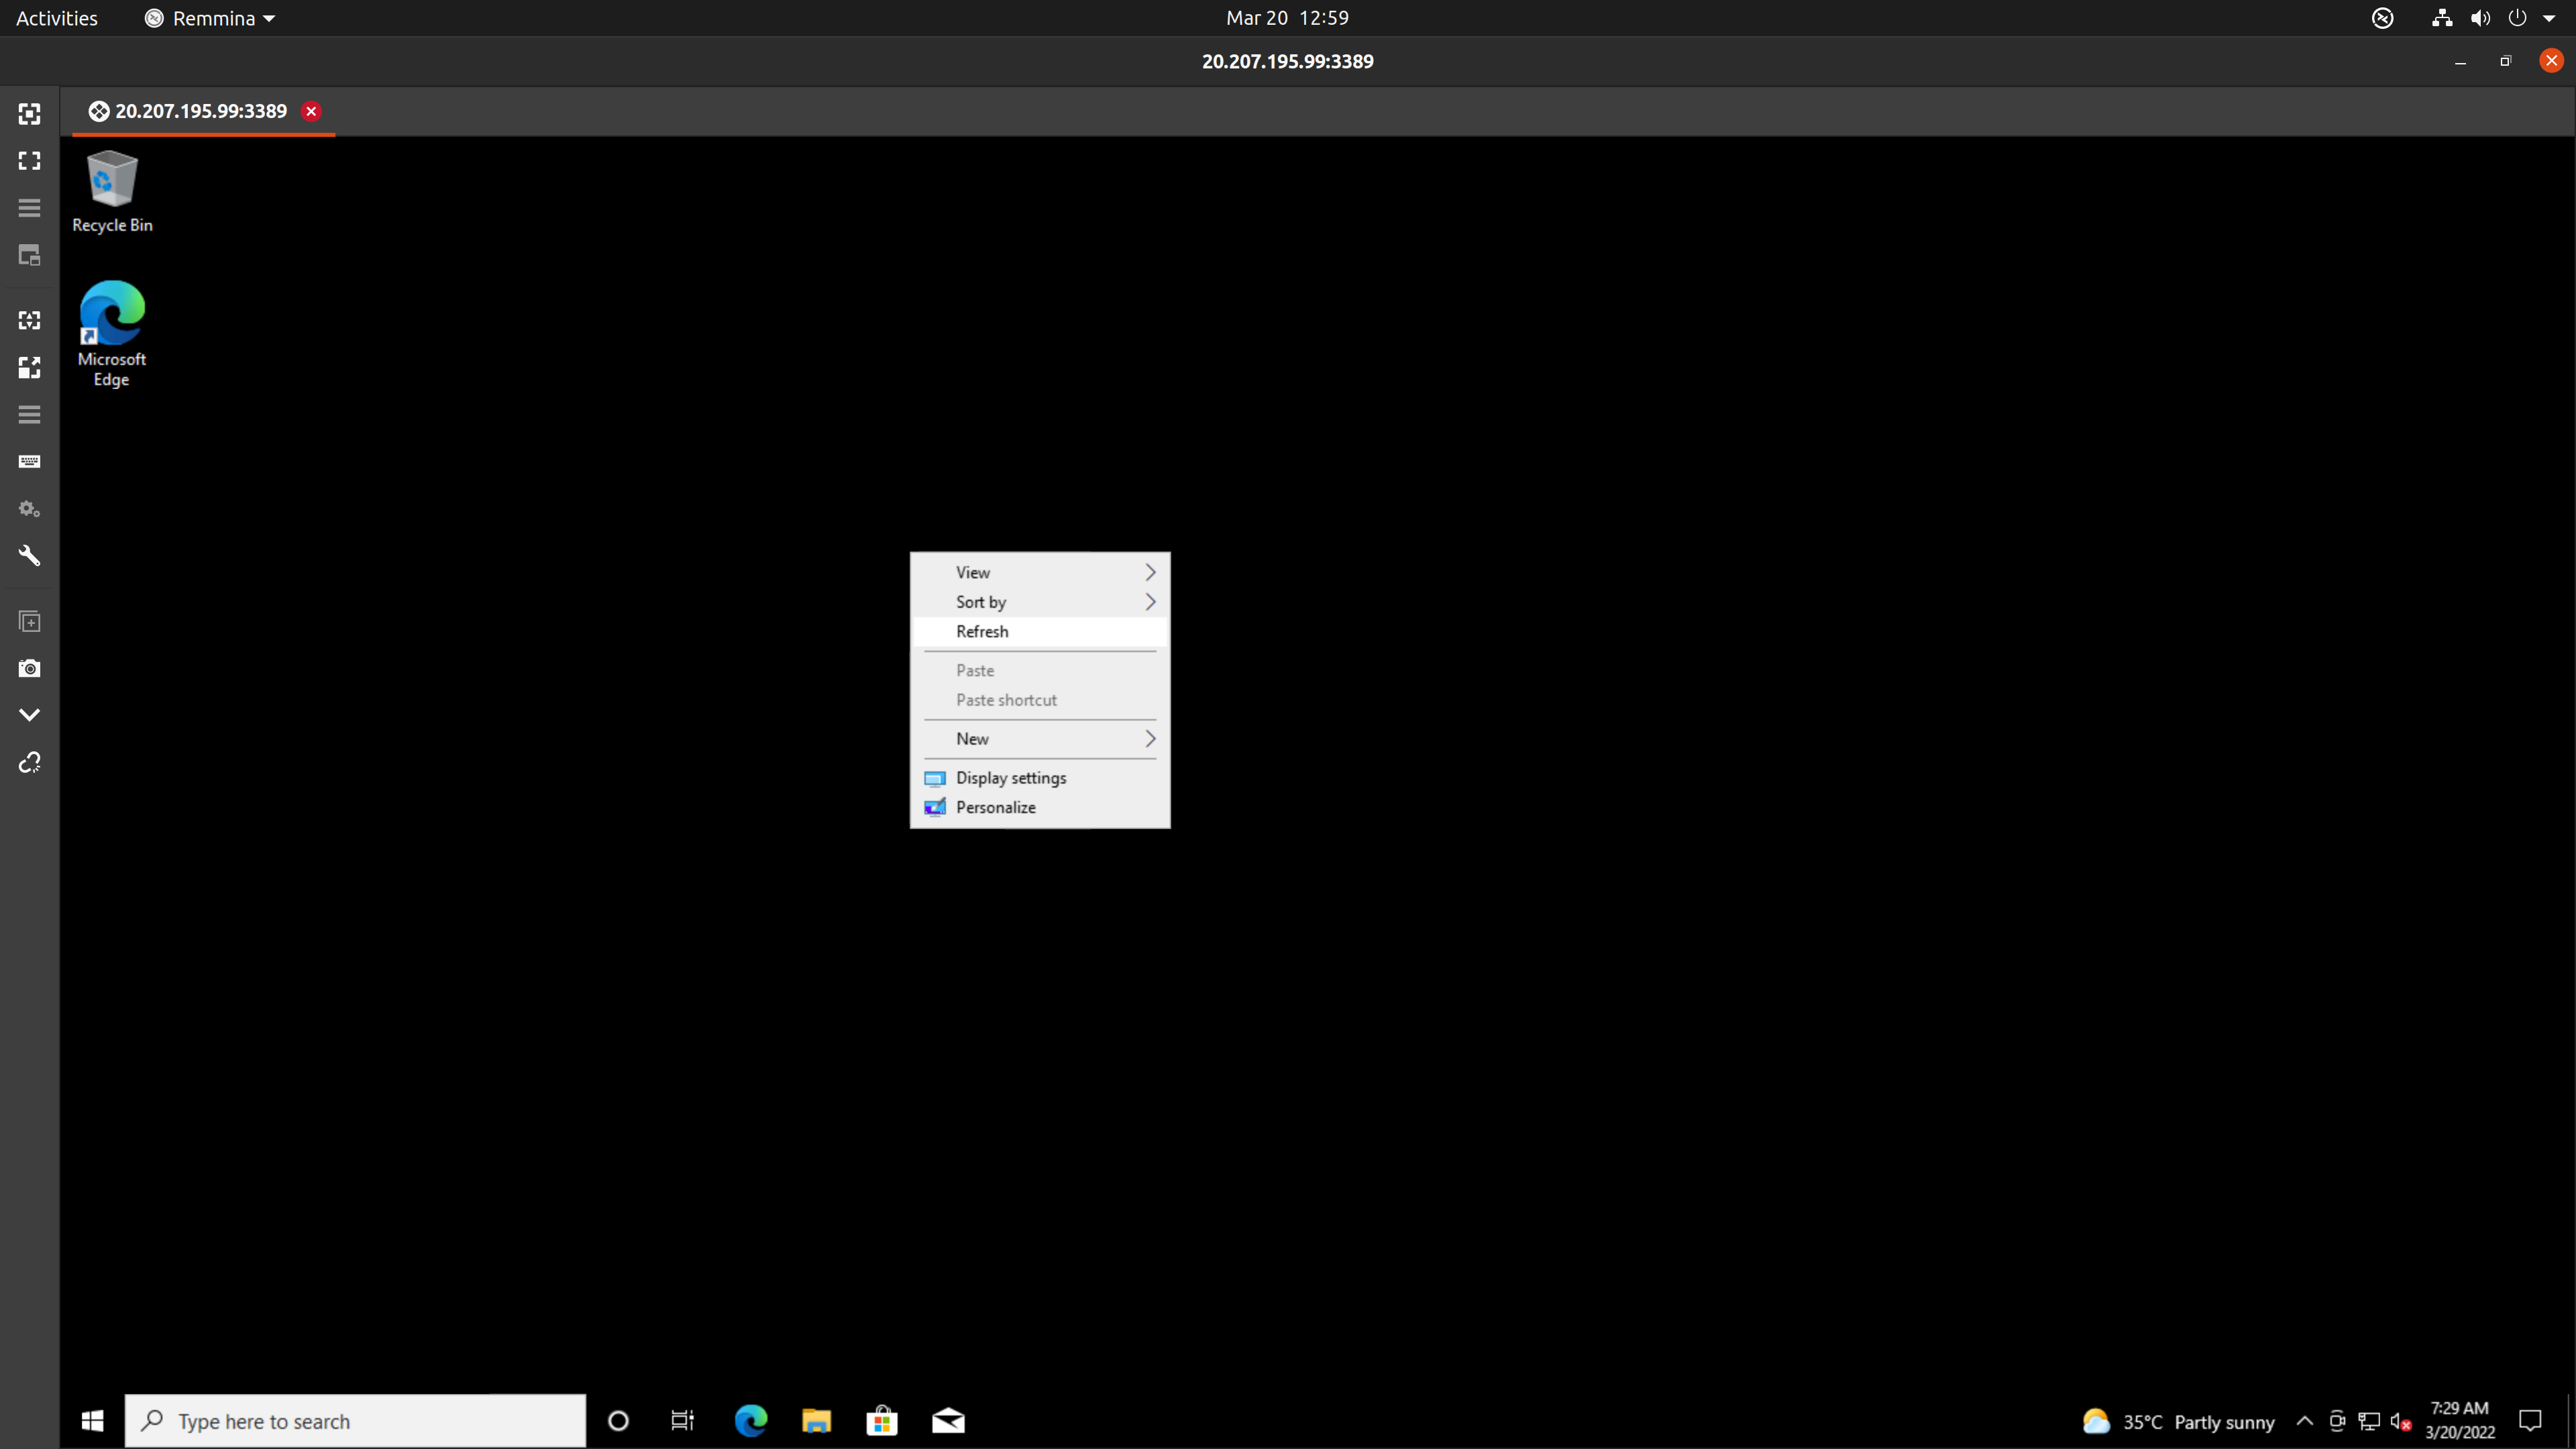 Activities
Remmina
Mar 20 12:59
20.207.195.99:3389
20.207.195.99:3389
Recycle Bin
Microsoft
Edge
View
Sort by
Refresh
Paste
Paste shortcut
New
Display settings
Personalize
Type here to search
35°C Partly sunny
7:29 AM
3/20/2022